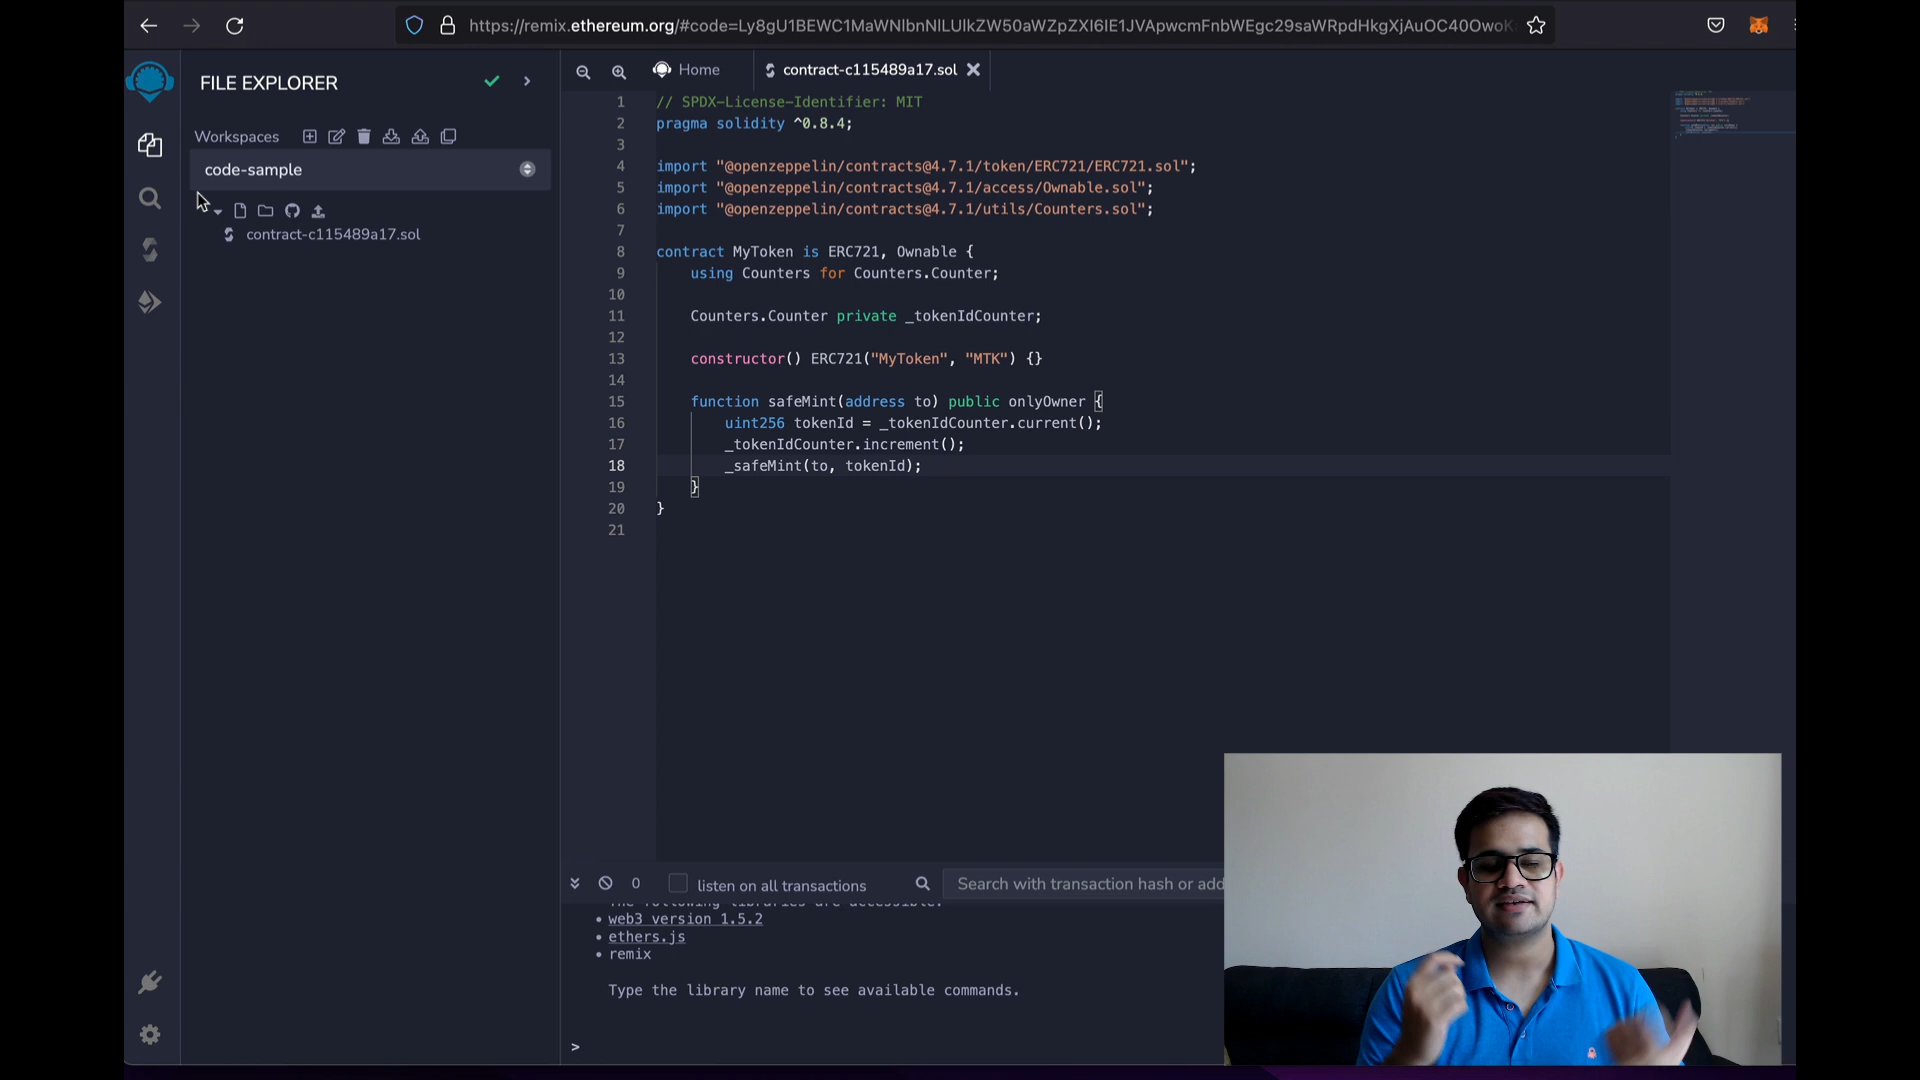 https://remix.ethereum.org/#code=Ly8gU1BEWC1MaWNlbnNlLUlkZW50aWZpZXI6IE1JVApwcmFnbWEgc29saWRpdHkgXjAuOC40OwoK
FILE EXPLORER
Workspaces
code-sample
contract-c115489a17.sol
Home
contract-c115489a17.sol
1 // SPDX-License-Identifier: MIT
2 pragma solidity ^0.8.4;
3
4 import "@openzeppelin/contracts@4.7.1/token/ERC721/ERC721.sol";
5 import "@openzeppelin/contracts@4.7.1/access/Ownable.sol";
6 import "@openzeppelin/contracts@4.7.1/utils/Counters.sol";
7
8 contract MyToken is ERC721, Ownable {
9 using Counters for Counters.Counter;
10
11 Counters.Counter private _tokenIdCounter;
12
13 constructor() ERC721("MyToken", "MTK") {}
14
15 function safeMint(address to) public onlyOwner {
16 uint256 tokenId = _tokenIdCounter.current();
17 _tokenIdCounter.increment();
18 _safeMint(to, tokenId);
19 }
20 }
21
0 listen on all transactions Search with transaction hash or add
The following libraries are accessible:
• web3 version 1.5.2
• ethers.js
• remix
Type the library name to see available commands.
>